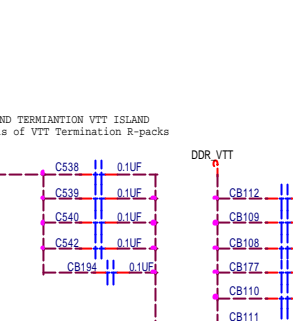 ND TERMIANTION VTT ISLAND
s of VTT Termination R-packs
DDR_VTT
C538 0.1UF
C539 0.1UF
C540 0.1UF
C542 0.1UF
CB194 0.1UF
CB112
CB109
CB108
CB177
CB110
CB111